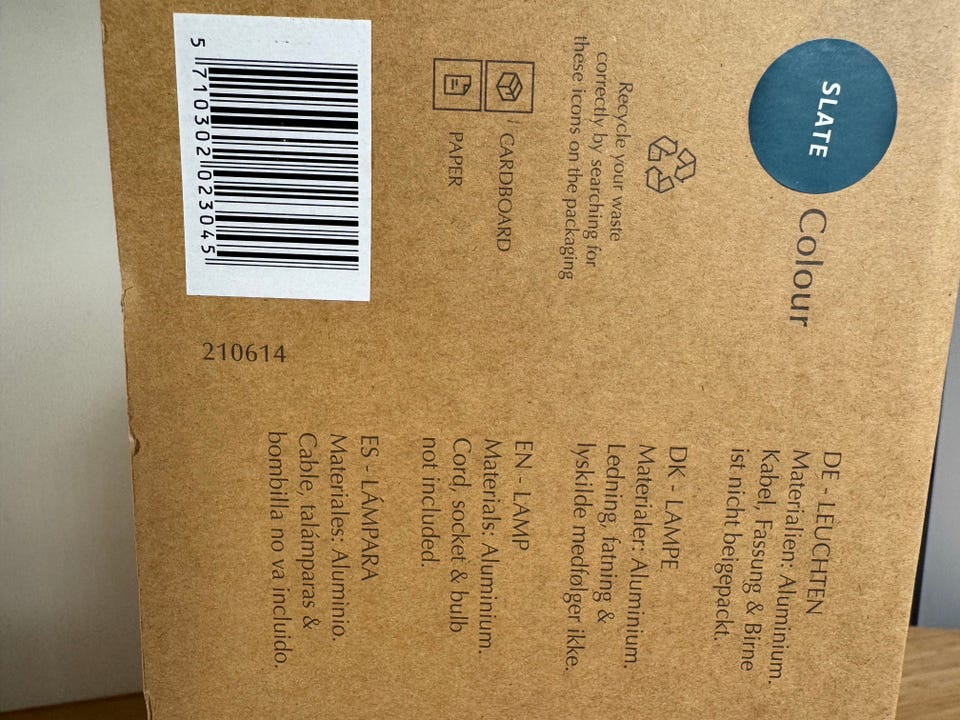 SLATE
Colour
Recycle your waste
correctly by searching for
these icons on the packaging
CARDBOARD
PAPER
5 710302 023045
210614
DE - LEUCHTEN
Materialien: Aluminium.
Kabel, Fassung & Birne
ist nicht beigepackt.
DK - LAMPE
Materialer: Aluminium.
Ledning, fatning &
lyskilde medfølger ikke.
EN - LAMP
Materials: Aluminium.
Cord, socket & bulb
not included.
ES - LÁMPARA
Materiales: Aluminio.
Cable, talámparas &
bombilla no va incluido.